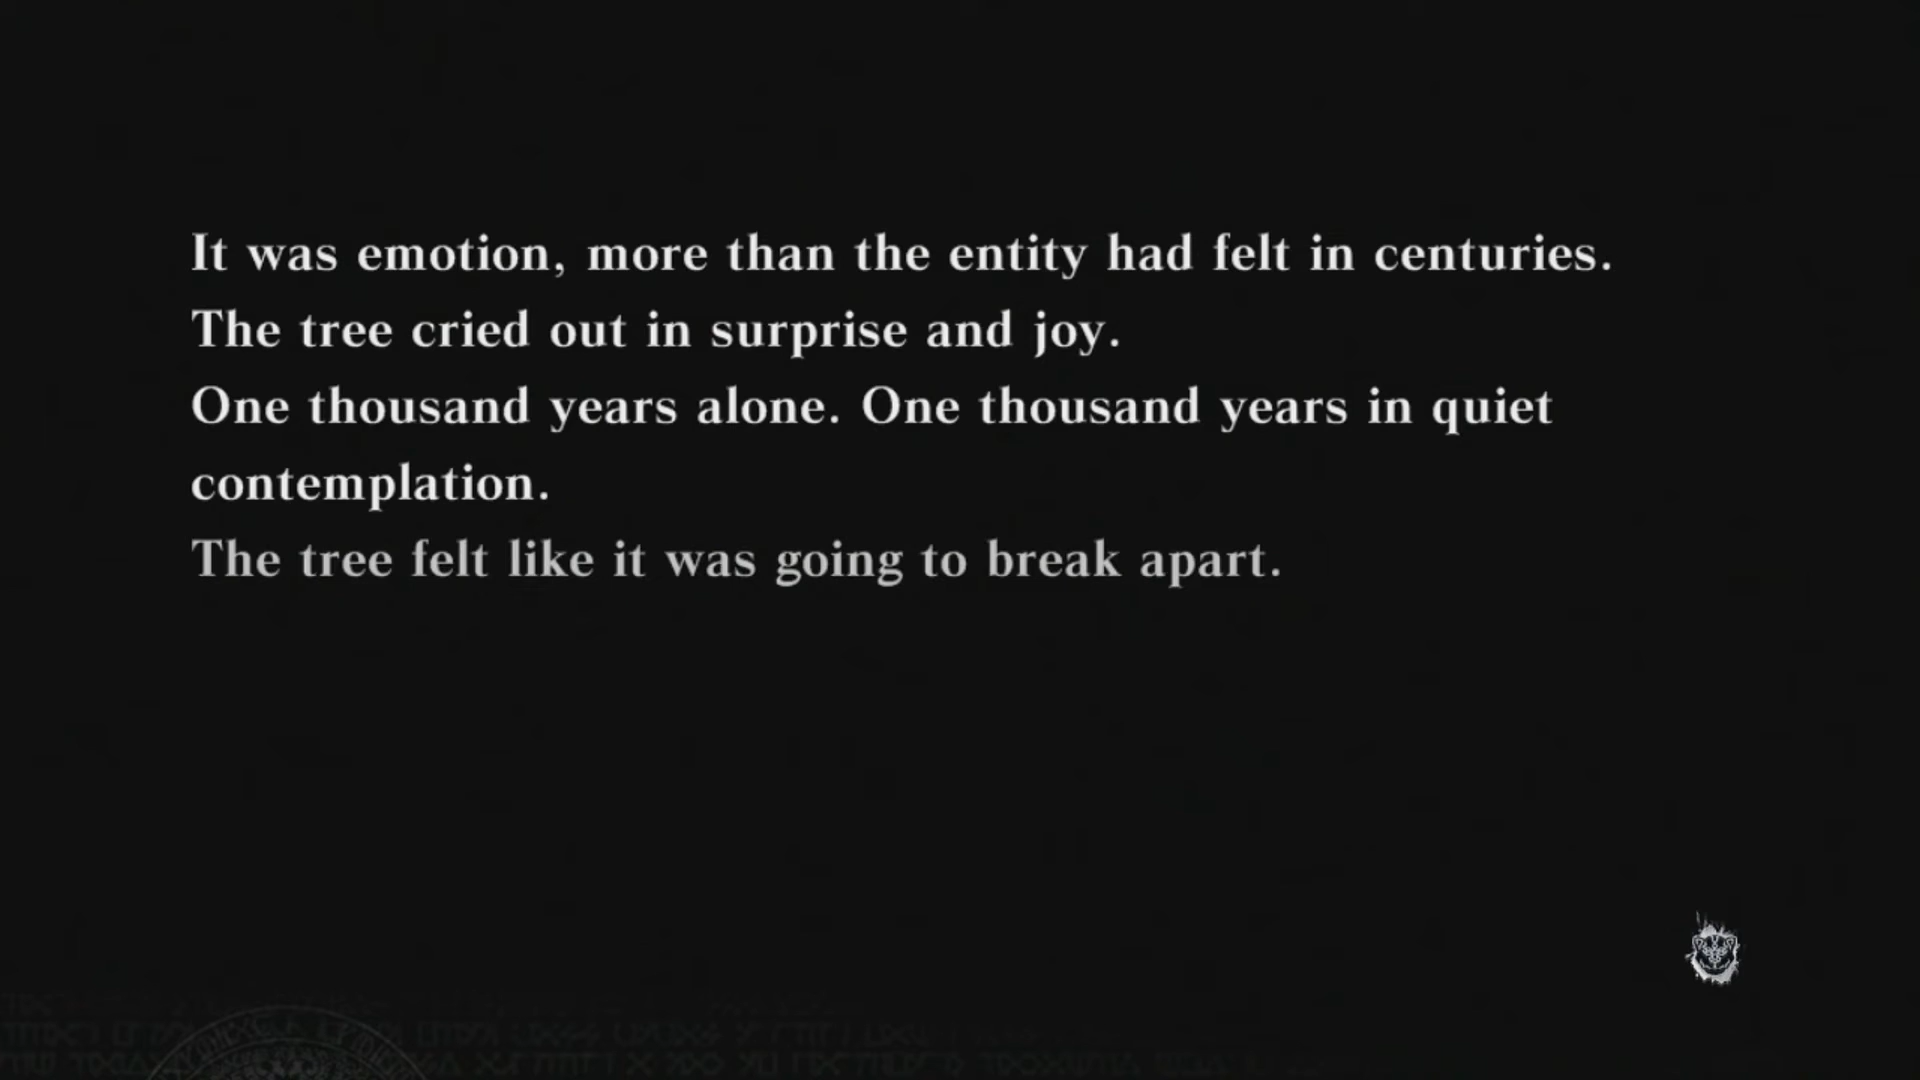 It was emotion, more than the entity had felt in centuries.
The tree cried out in surprise and joy.
One thousand years alone. One thousand years in quiet
contemplation.
The tree felt like it was going to break apart.